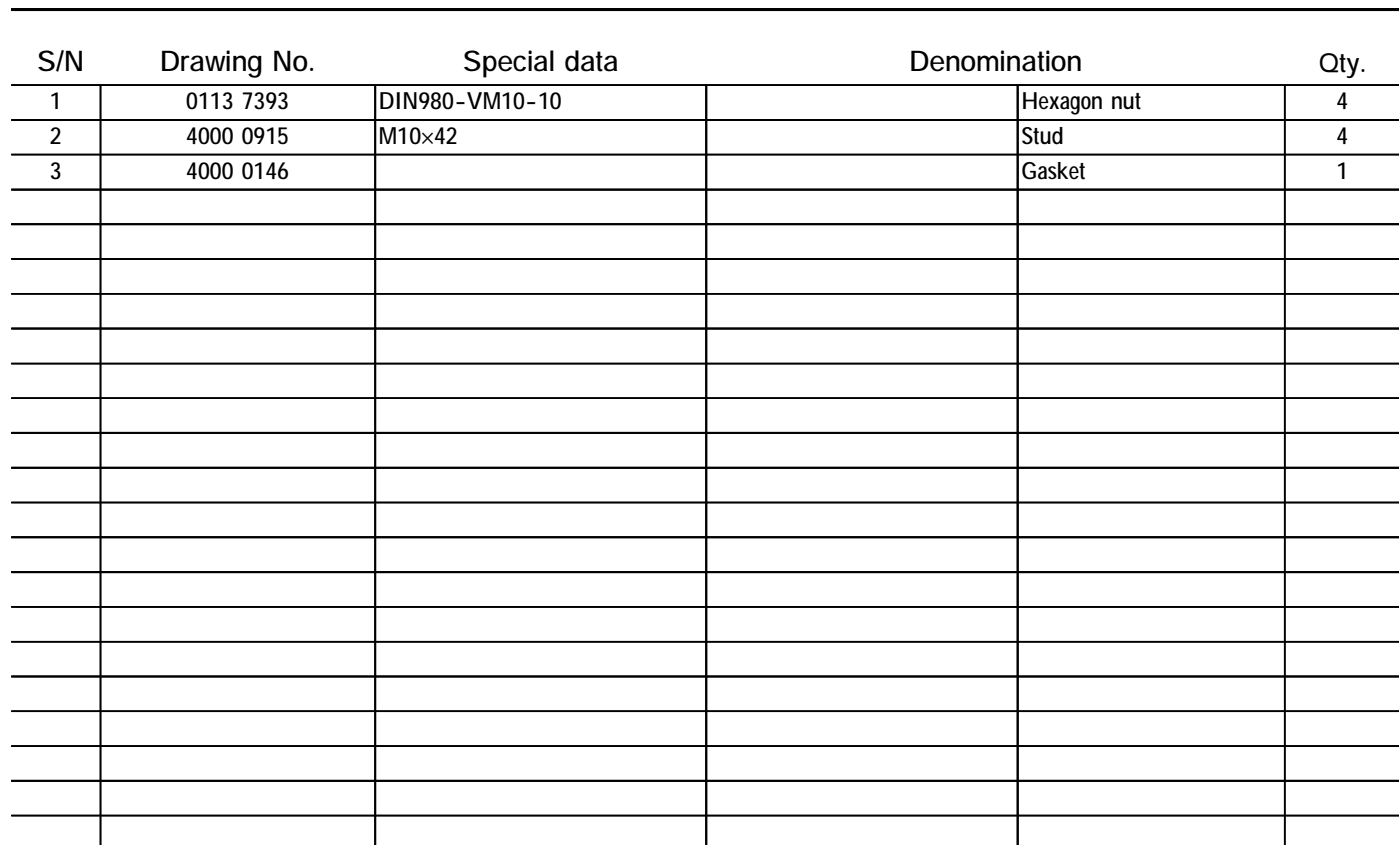 S/N Drawing No. Special data Denomination Qty.
1 0113 7393 DIN980-VM10-10 Hexagon nut 4
2 4000 0915 M10×42 Stud 4
3 4000 0146 Gasket 1